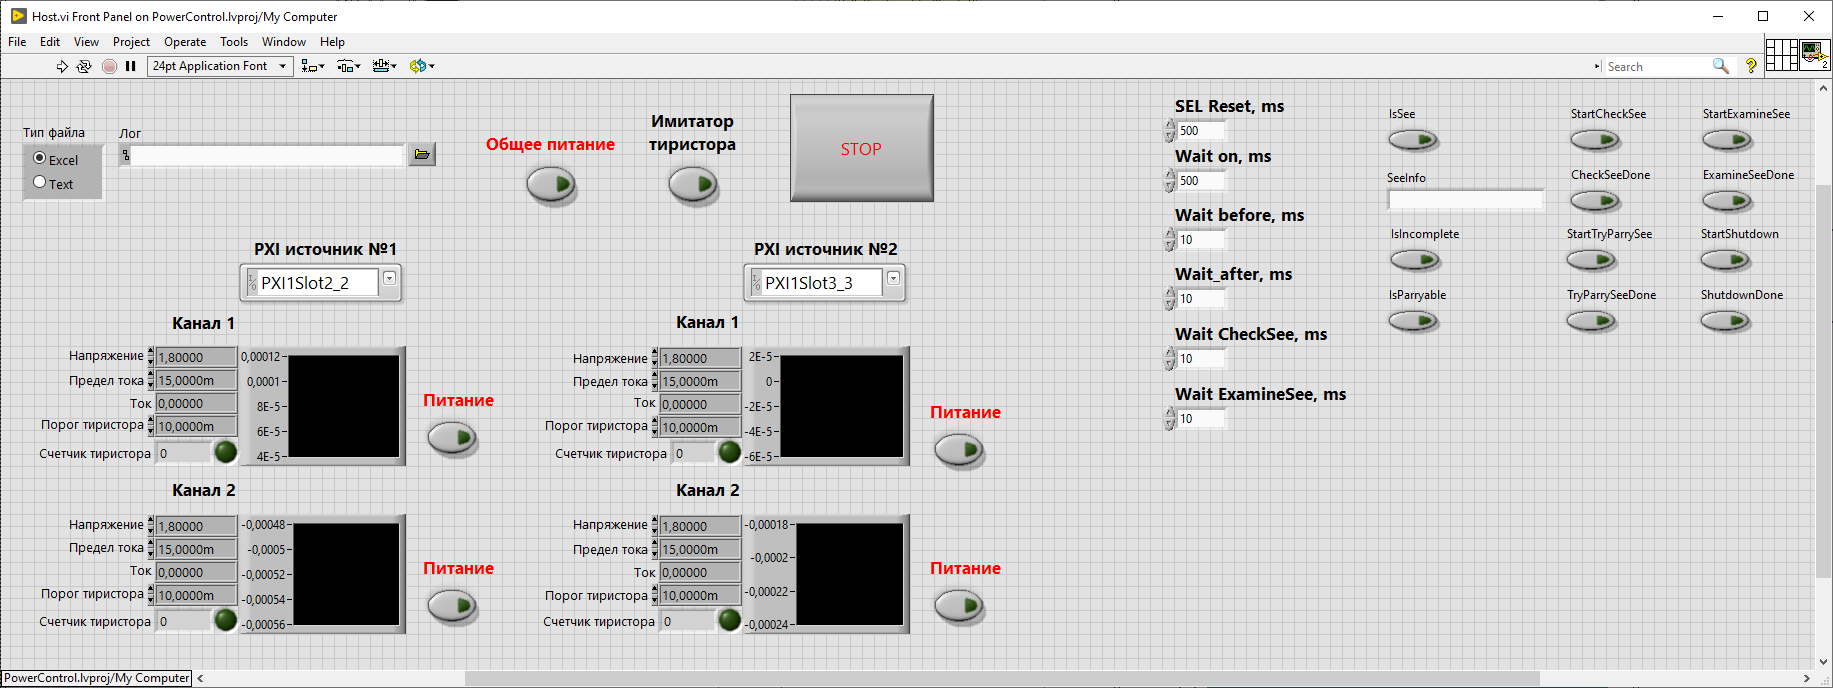 Host.vi Front Panel on PowerControl.lvproj/My Computer
File Edit View Project Operate Tools Window Help
24pt Application Font
Search
2
Тип файла
Excel
Text
Лог
Общее питание
Имитатор
тиристора
STOP
PXI источник №1
PXI1Slot2_2
Канал 1
Напряжение 1,80000
Предел тока 15,0000m
Ток 0,00000
Порог тиристора 10,0000m
Счетчик тиристора 0
0,00012
0,0001
8E-5
6E-5
4E-5
Питание
Канал 2
Напряжение 1,80000
Предел тока 15,0000m
Ток 0,00000
Порог тиристора 10,0000m
Счетчик тиристора 0
-0,00048
-0,0005
-0,00052
-0,00054
-0,00056
Питание
PXI источник №2
PXI1Slot3_3
Канал 1
Напряжение 1,80000
Предел тока 15,0000m
Ток 0,00000
Порог тиристора 10,0000m
Счетчик тиристора 0
2E-5
0
-2E-5
-4E-5
-6E-5
Питание
Канал 2
Напряжение 1,80000
Предел тока 15,0000m
Ток 0,00000
Порог тиристора 10,0000m
Счетчик тиристора 0
-0,00018
-0,0002
-0,00022
-0,00024
Питание
SEL Reset, ms
500
Wait on, ms
500
Wait before, ms
10
Wait_after, ms
10
Wait CheckSee, ms
10
Wait ExamineSee, ms
10
IsSee
SeeInfo
IsIncomplete
IsParryable
StartCheckSee
CheckSeeDone
StartTryParrySee
TryParrySeeDone
StartExamineSee
ExamineSeeDone
StartShutdown
ShutdownDone
PowerControl.lvproj/My Computer